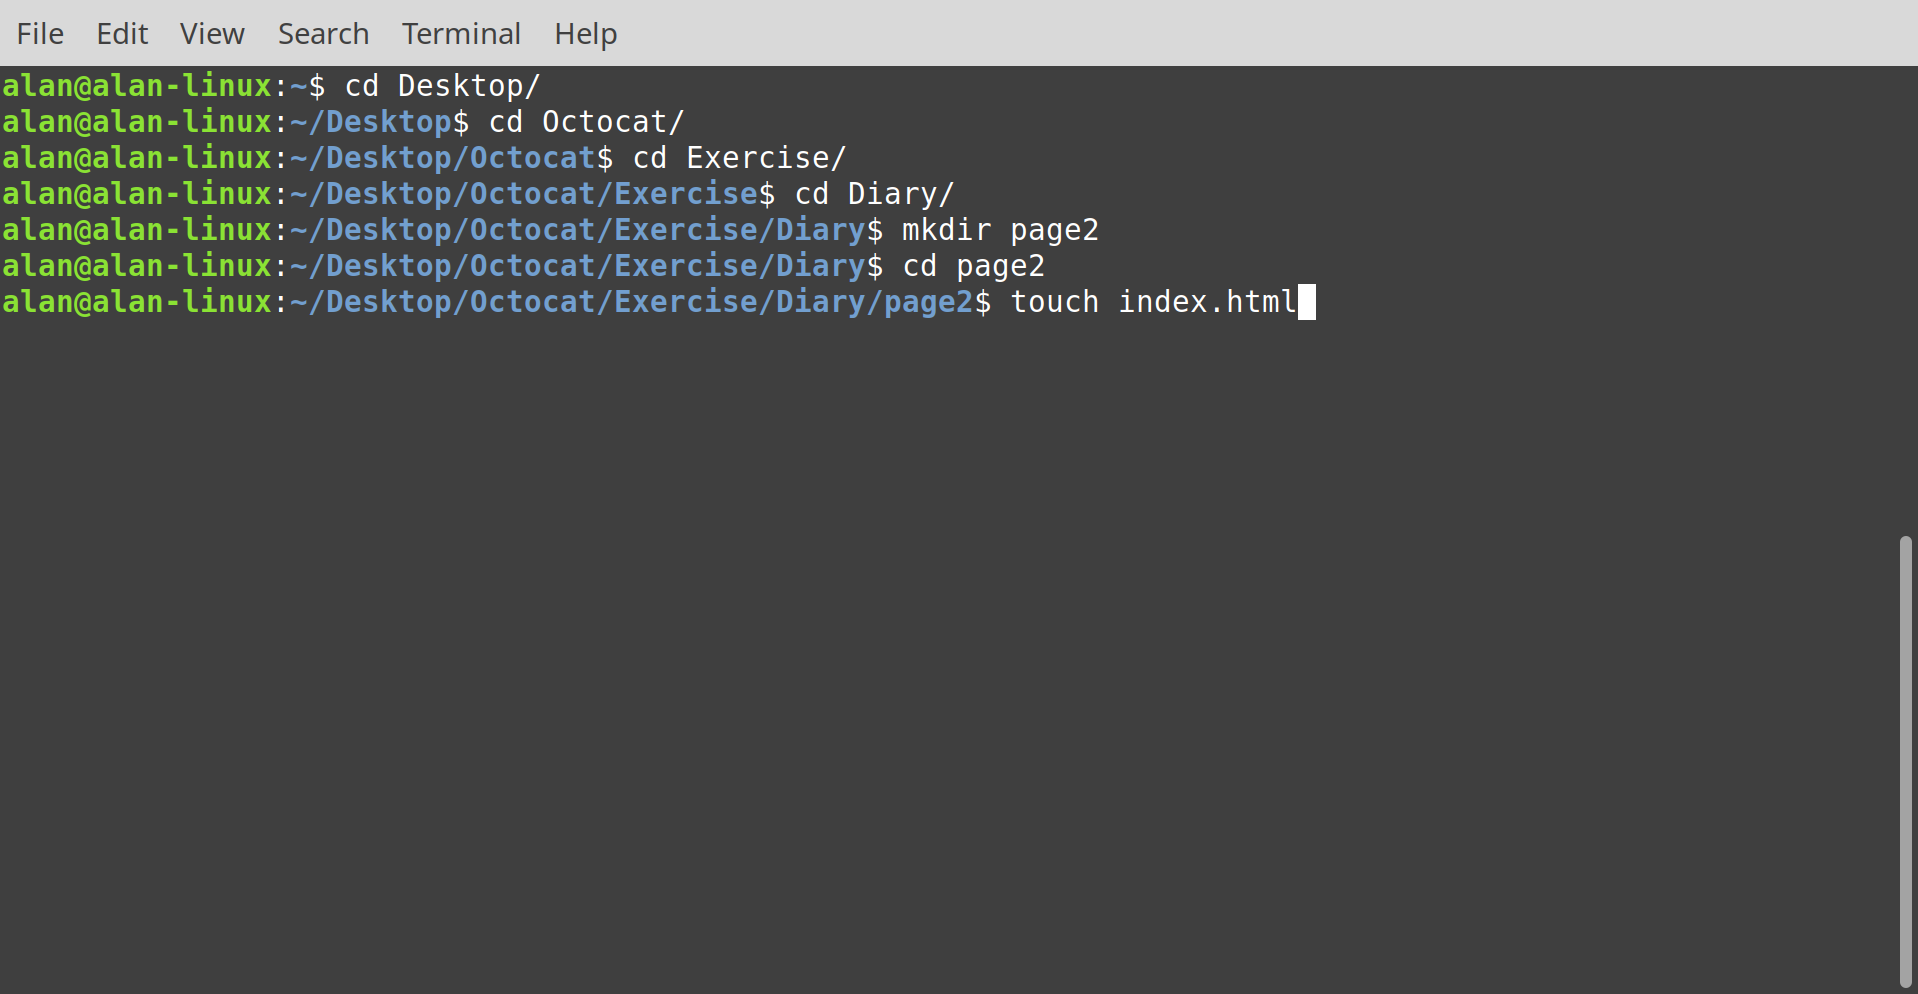 File Edit View Search Terminal Help
alan@alan-linux:~$ cd Desktop/
alan@alan-linux:~/Desktop$ cd Octocat/
alan@alan-linux:~/Desktop/Octocat$ cd Exercise/
alan@alan-linux:~/Desktop/Octocat/Exercise$ cd Diary/
alan@alan-linux:~/Desktop/Octocat/Exercise/Diary$ mkdir page2
alan@alan-linux:~/Desktop/Octocat/Exercise/Diary$ cd page2
alan@alan-linux:~/Desktop/Octocat/Exercise/Diary/page2$ touch index.html